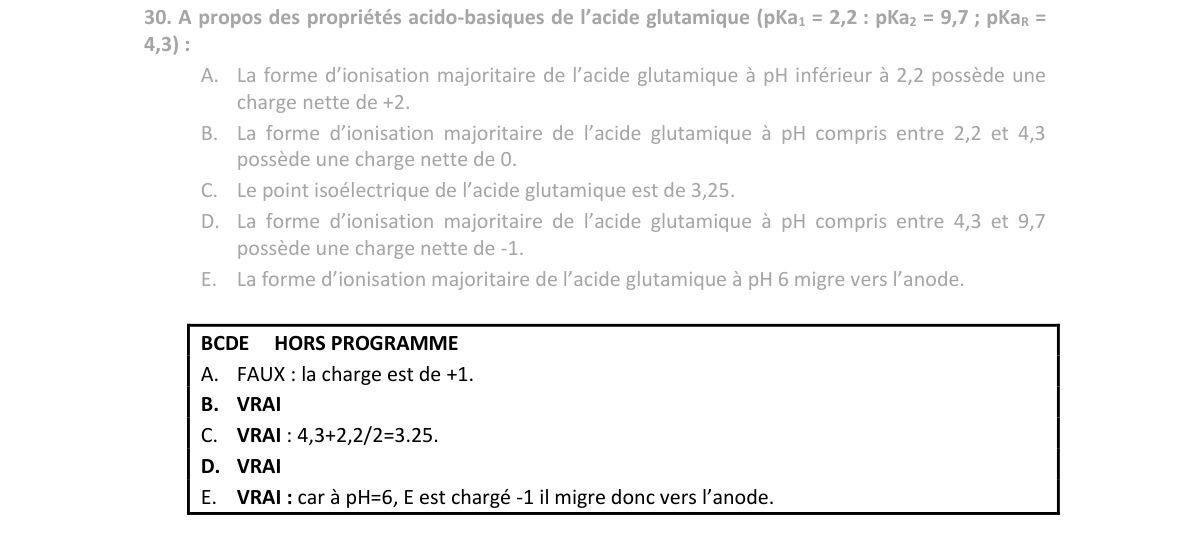 30. A propos des propriétés acido-basiques de l’acide glutamique (pKa₁ = 2,2 : pKa₂ = 9,7 ; pKaR =
4,3) :
A. La forme d’ionisation majoritaire de l’acide glutamique à pH inférieur à 2,2 possède une
charge nette de +2.
B. La forme d’ionisation majoritaire de l’acide glutamique à pH compris entre 2,2 et 4,3
possède une charge nette de 0.
C. Le point isoélectrique de l’acide glutamique est de 3,25.
D. La forme d’ionisation majoritaire de l’acide glutamique à pH compris entre 4,3 et 9,7
possède une charge nette de -1.
E. La forme d’ionisation majoritaire de l’acide glutamique à pH 6 migre vers l’anode.
BCDE HORS PROGRAMME
A. FAUX : la charge est de +1.
B. VRAI
C. VRAI : 4,3+2,2/2=3.25.
D. VRAI
E. VRAI : car à pH=6, E est chargé -1 il migre donc vers l’anode.